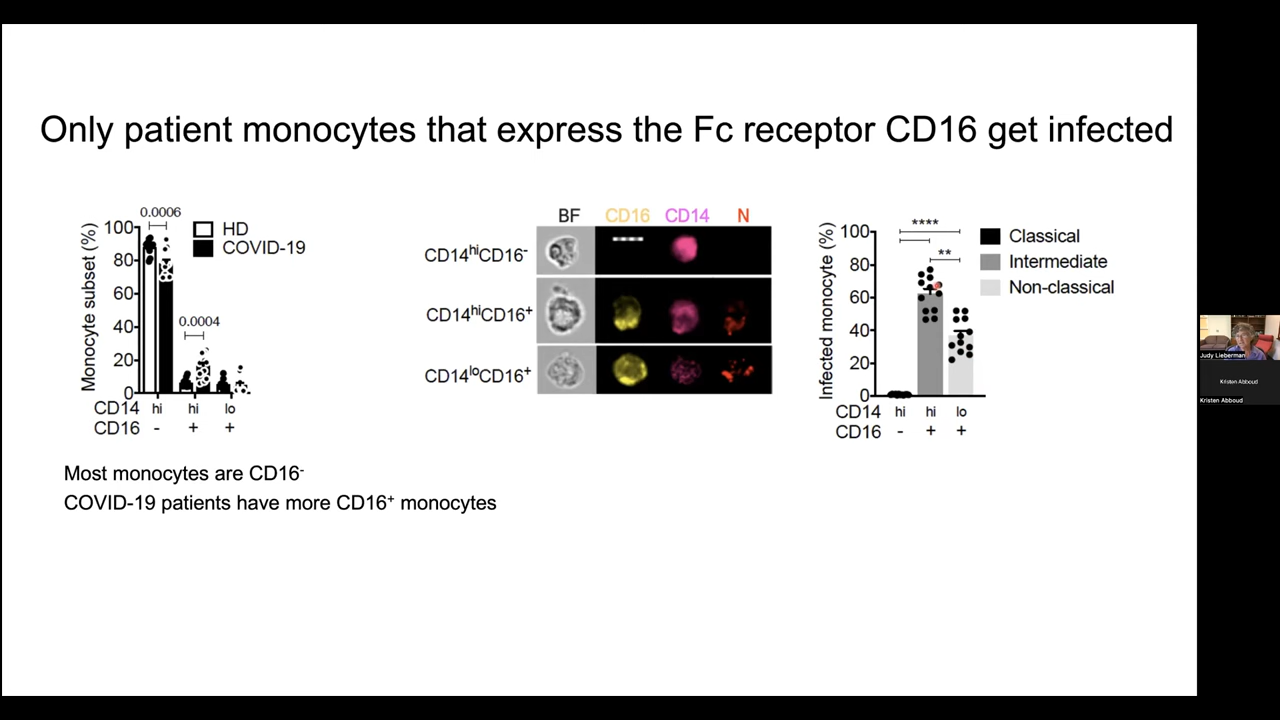 Only patient monocytes that express the Fc receptor CD16 get infected
0.0006
HD
COVID-19
Monocyte subset (%)
100
80
60
40
20
0
0.0004
CD14 hi hi lo
CD16 - + +
BF CD16 CD14 N
CD14hiCD16-
CD14hiCD16+
CD14loCD16+
****
**
Infected monocyte (%)
100
80
60
40
20
0
Classical
Intermediate
Non-classical
CD14 hi hi lo
CD16 - + +
Most monocytes are CD16-
COVID-19 patients have more CD16+ monocytes
Judy Lieberman
Kristen Abboud
Kristen Abboud